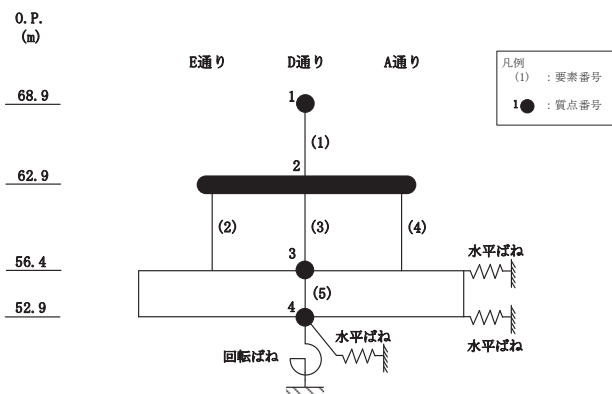 O.P.
(m)
E通り D通り A通り
凡例
(1) ：要素番号
1 ：質点番号
68.9
1
(1)
2
62.9
(2) (3) (4)
水平ばね
56.4
3
(5)
52.9
4
水平ばね
水平ばね
回転ばね